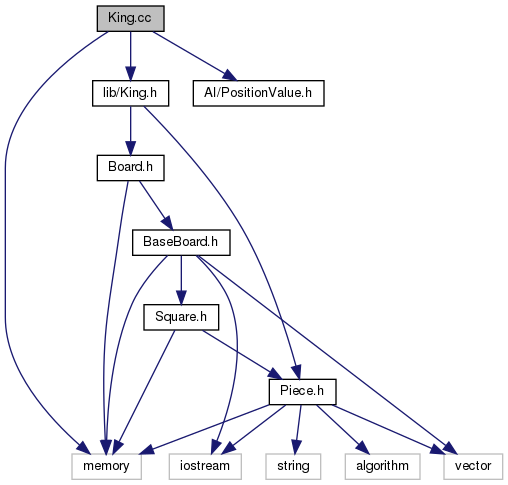 King.cc
lib/King.h
AI/PositionValue.h
Board.h
BaseBoard.h
Square.h
Piece.h
memory
iostream
string
algorithm
vector